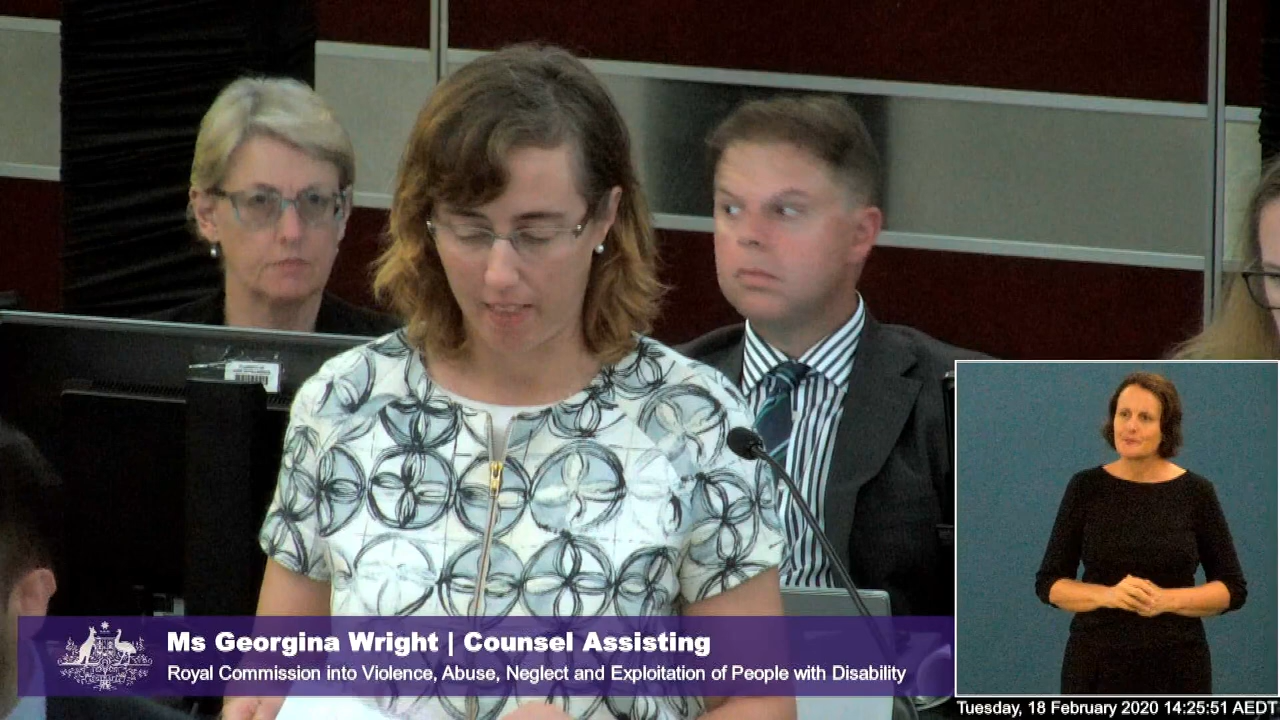 Ms Georgina Wright | Counsel Assisting
Royal Commission into Violence, Abuse, Neglect and Exploitation of People with Disability
Tuesday, 18 February 2020 14:25:51 AEDT